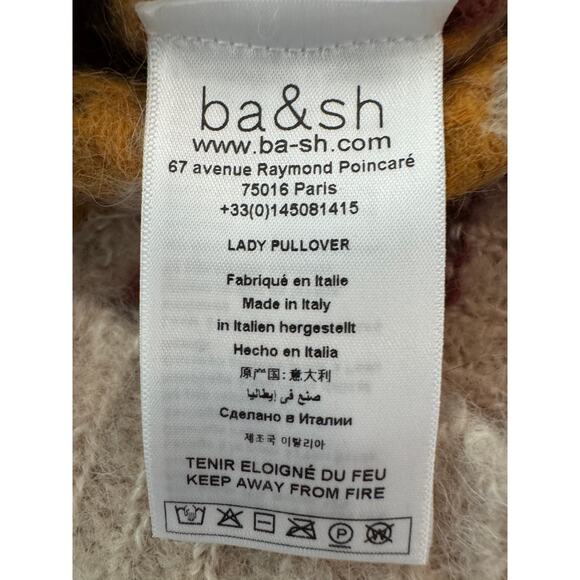 ba&sh
www.ba-sh.com
67 avenue Raymond Poincaré
75016 Paris
+33(0)145081415
LADY PULLOVER
Fabriqué en Italie
Made in Italy
in Italien hergestellt
Hecho en Italia
原产国:意大利
صنع في إيطاليا
Сделано в Италии
제조국 이탈리아
TENIR ELOIGNÉ DU FEU
KEEP AWAY FROM FIRE
P W